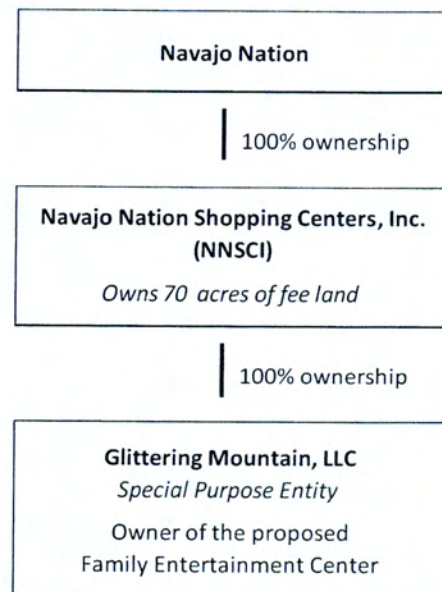 Navajo Nation
100% ownership
Navajo Nation Shopping Centers, Inc.
(NNSCI)
Owns 70 acres of fee land
100% ownership
Glittering Mountain, LLC
Special Purpose Entity
Owner of the proposed
Family Entertainment Center